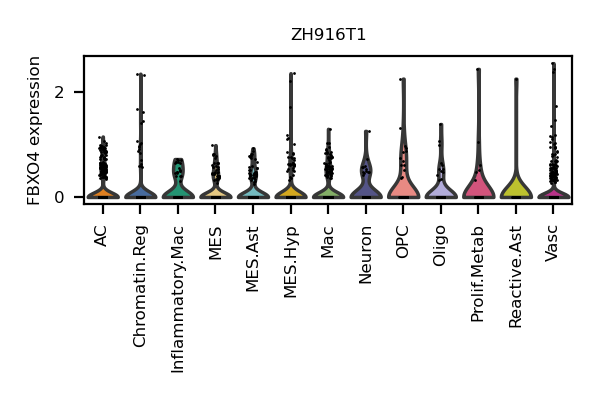 ZH916T1
FBXO4 expression
2
0
AC
Chromatin.Reg
Inflammatory.Mac
MES
MES.Ast
MES.Hyp
Mac
Neuron
OPC
Oligo
Prolif.Metab
Reactive.Ast
Vasc